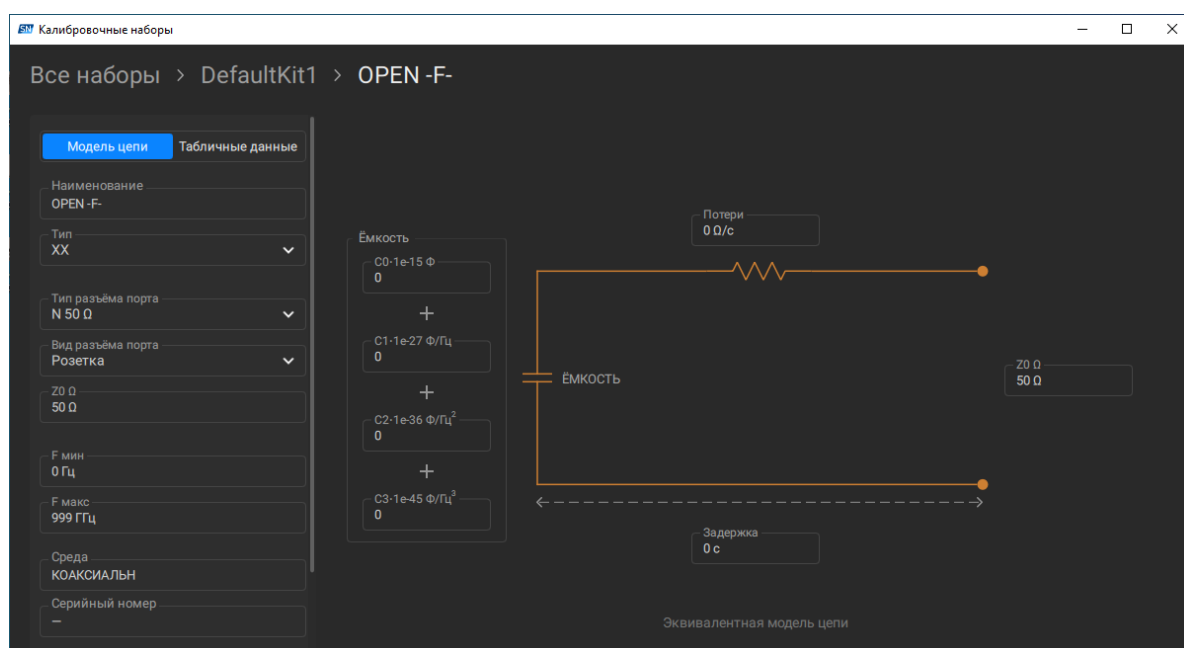 SN Калибровочные наборы
Все наборы > DefaultKit1 > OPEN -F-
Модель цепи Табличные данные
Наименование
OPEN -F-
Тип
XX
Тип разъёма порта
N 50 Ω
Вид разъёма порта
Розетка
Z0 Ω
50 Ω
F мин
0 Гц
F макс
999 ГГц
Среда
КОАКСИАЛЬН
Серийный номер
—
Ёмкость
C0·1e-15 Ф
0
+
C1·1e-27 Ф/Гц
0
+
C2·1e-36 Ф/Гц²
0
+
C3·1e-45 Ф/Гц³
0
Потери
0 Ω/с
ЁМКОСТЬ
Z0 Ω
50 Ω
Задержка
0 с
Эквивалентная модель цепи